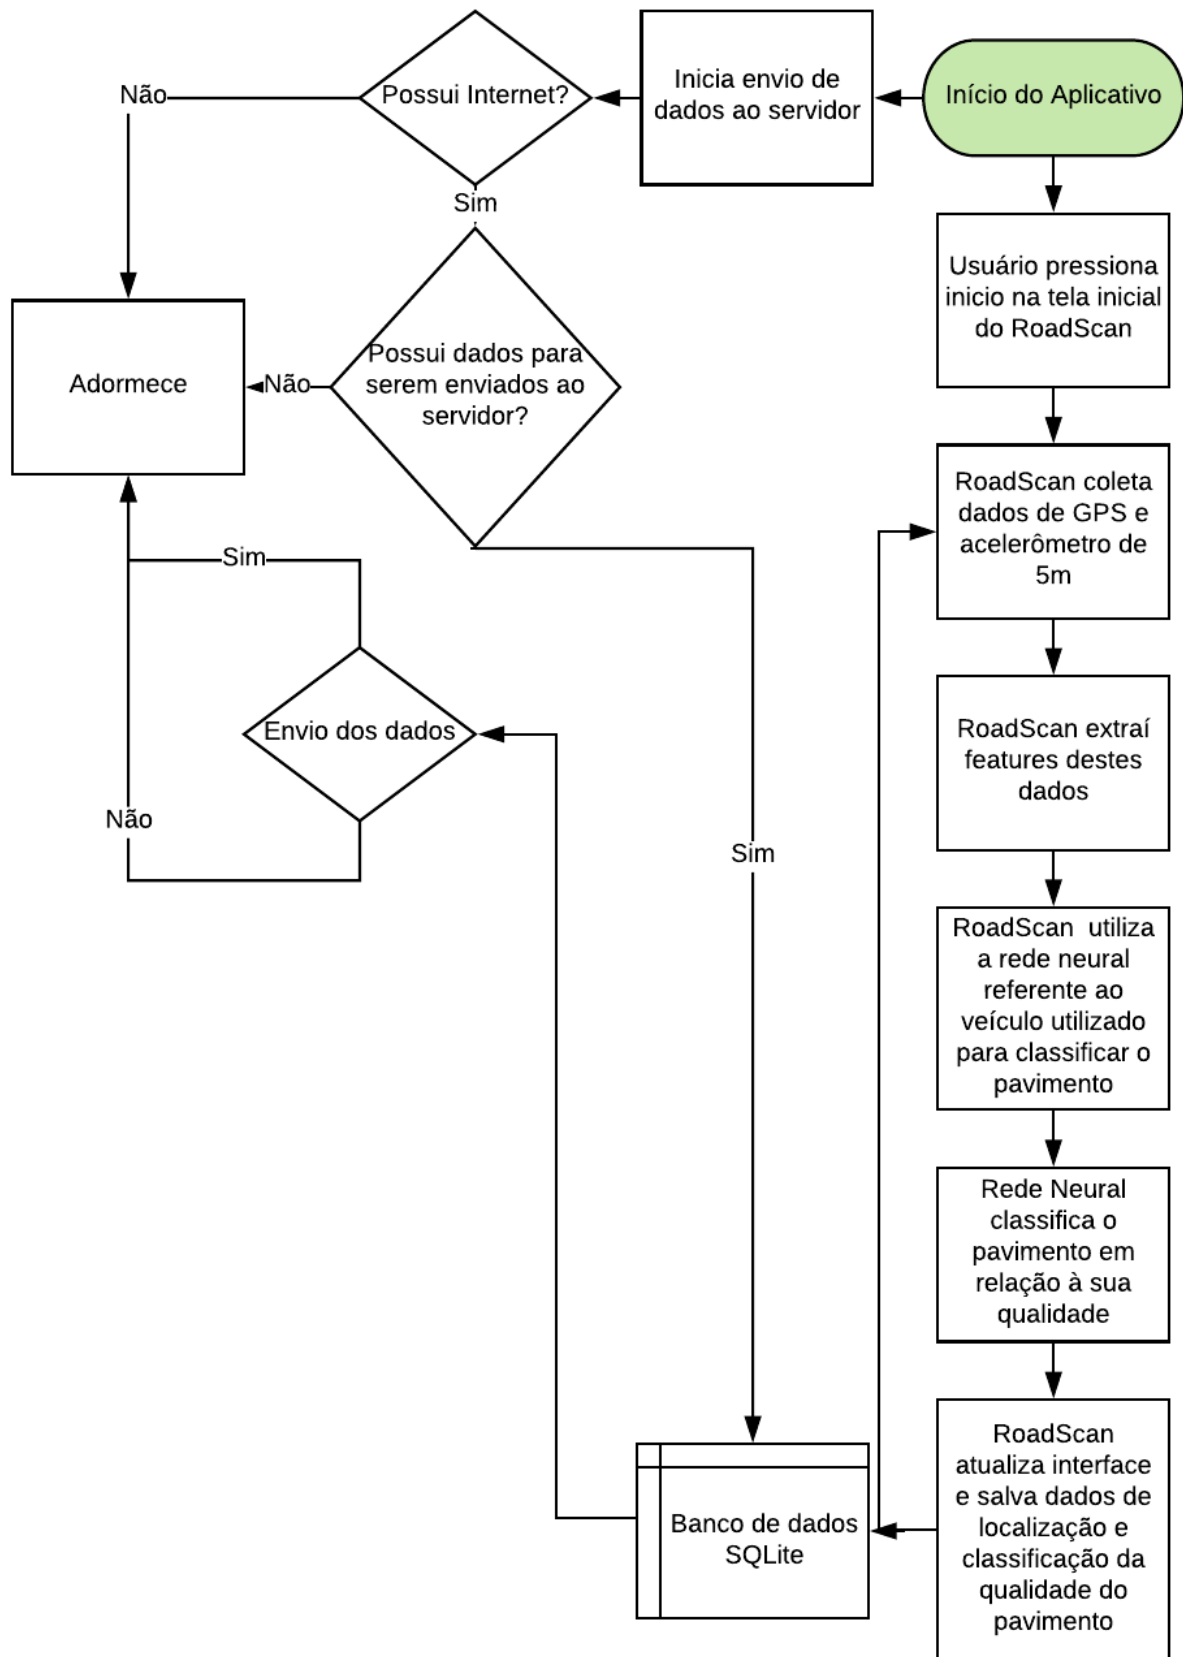 Início do Aplicativo
Inicia envio de
dados ao servidor
Possui Internet?
Não
Sim
Usuário pressiona
inicio na tela inicial
do RoadScan
Possui dados para
serem enviados ao
servidor?
Não
Adormece
RoadScan coleta
dados de GPS e
acelerômetro de
5m
Sim
Envio dos dados
Não
Sim
RoadScan extraí
features destes
dados
RoadScan utiliza
a rede neural
referente ao
veículo utilizado
para classificar o
pavimento
Rede Neural
classifica o
pavimento em
relação à sua
qualidade
RoadScan
atualiza interface
e salva dados de
localização e
classificação da
qualidade do
pavimento
Banco de dados
SQLite